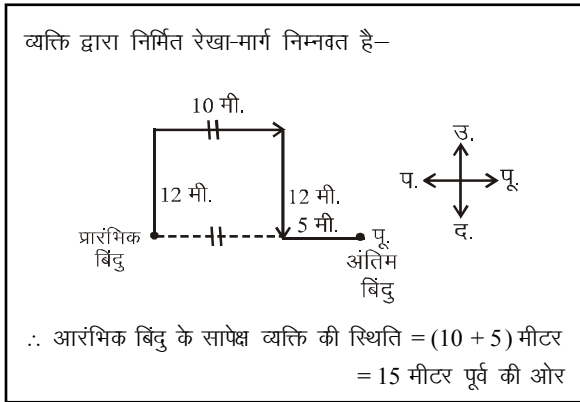 व्यक्ति द्वारा निर्मित रेखा-मार्ग निम्नवत है–
10 मी.
उ.
प.
पू.
द.
12 मी.
12 मी.
5 मी.
प्रारंभिक
बिंदु
पू.
अंतिम
बिंदु
∴ आरंभिक बिंदु के सापेक्ष व्यक्ति की स्थिति = (10 + 5) मीटर
= 15 मीटर पूर्व की ओर